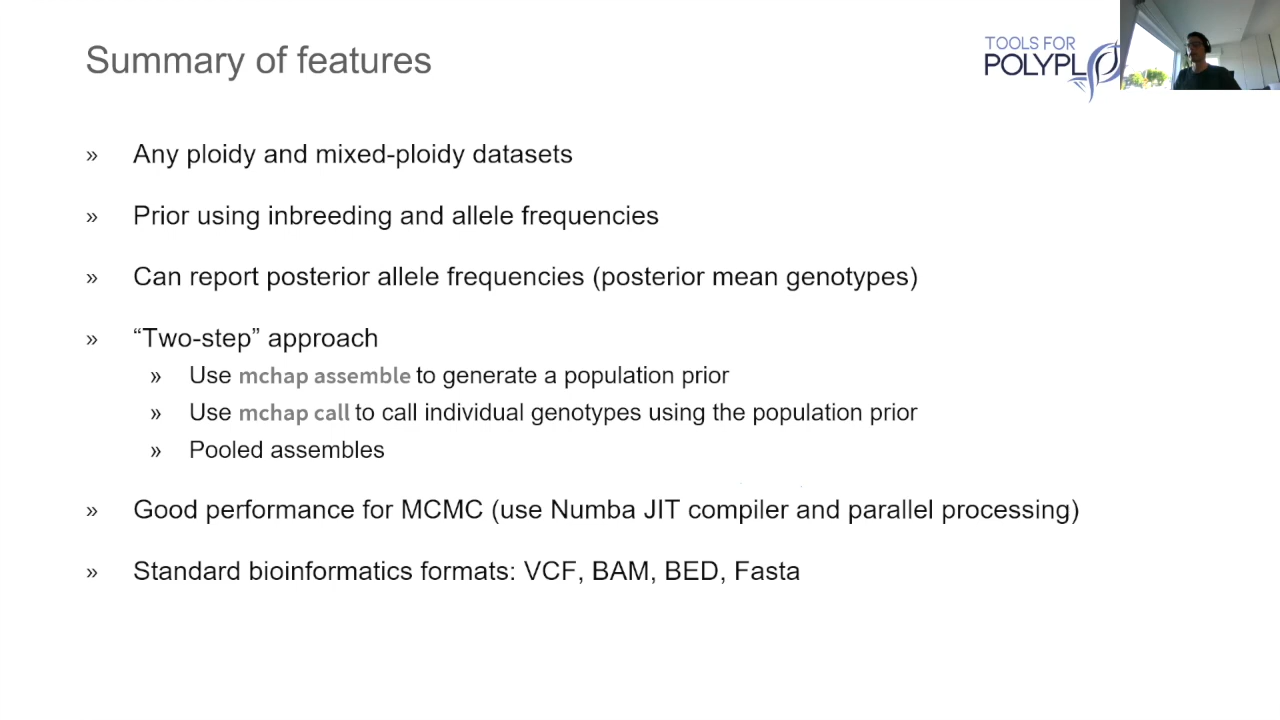 Summary of features
TOOLS FOR
POLYPL
» Any ploidy and mixed-ploidy datasets
» Prior using inbreeding and allele frequencies
» Can report posterior allele frequencies (posterior mean genotypes)
» “Two-step” approach
» Use mchap assemble to generate a population prior
» Use mchap call to call individual genotypes using the population prior
» Pooled assembles
» Good performance for MCMC (use Numba JIT compiler and parallel processing)
» Standard bioinformatics formats: VCF, BAM, BED, Fasta